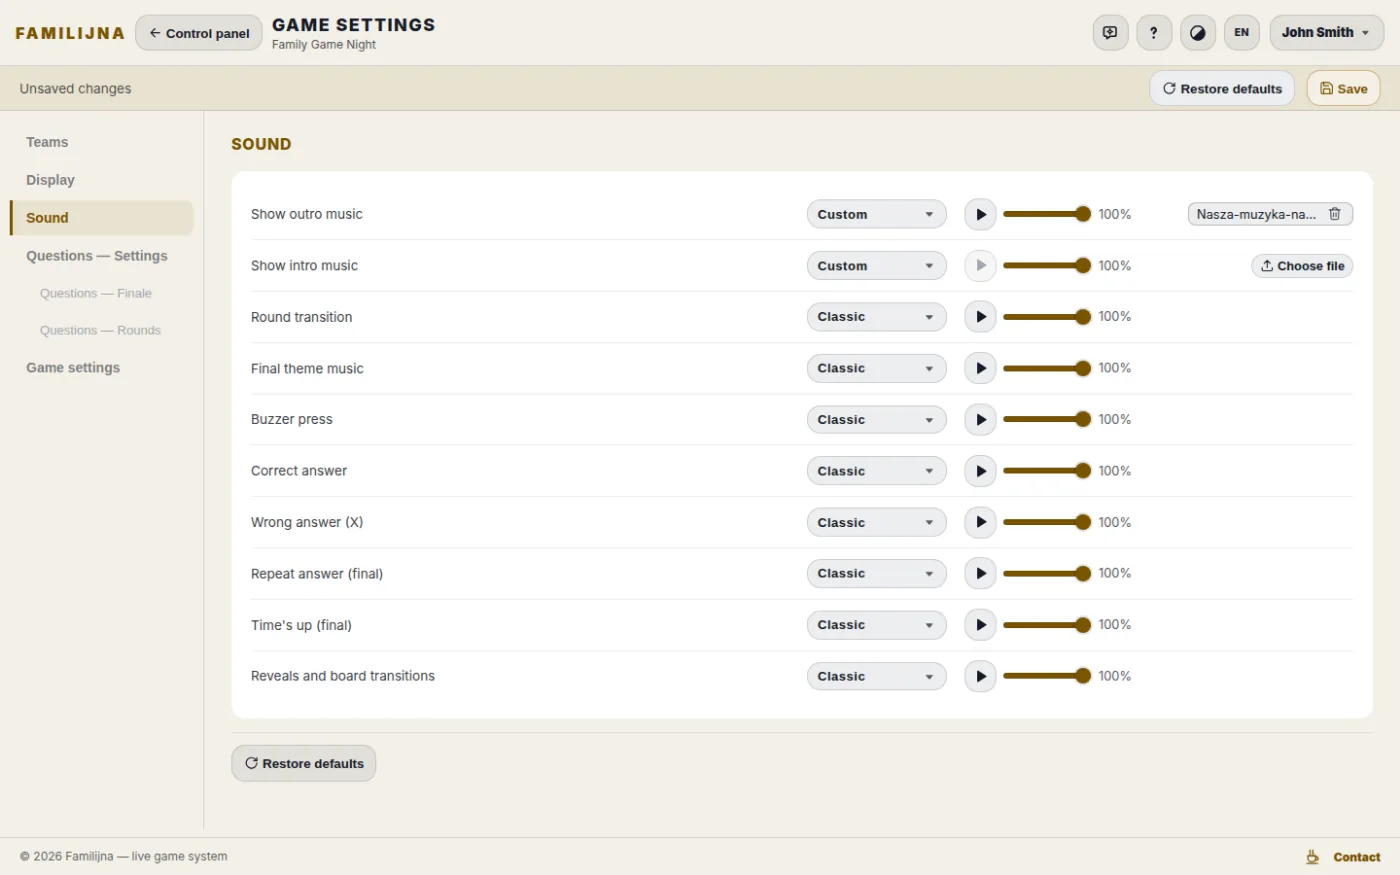 FAMILIJNA
Control panel
GAME SETTINGS
Family Game Night
?
EN
John Smith
Unsaved changes
Restore defaults
Save
Teams
Display
Sound
Questions — Settings
Questions — Finale
Questions — Rounds
Game settings
SOUND
Show outro music Custom 100% Nasza-muzyka-na...
Show intro music Custom 100% Choose file
Round transition Classic 100%
Final theme music Classic 100%
Buzzer press Classic 100%
Correct answer Classic 100%
Wrong answer (X) Classic 100%
Repeat answer (final) Classic 100%
Time's up (final) Classic 100%
Reveals and board transitions Classic 100%
Restore defaults
© 2026 Familijna — live game system
Contact